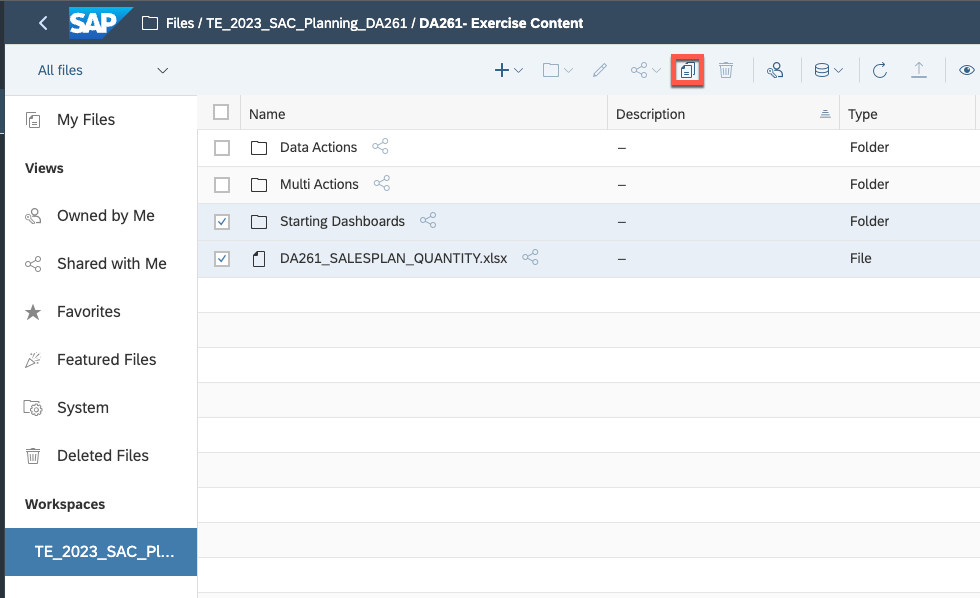 SAP Files / TE_2023_SAC_Planning_DA261 / DA261- Exercise Content
All files
My Files
Views
Owned by Me
Shared with Me
Favorites
Featured Files
System
Deleted Files
Workspaces
TE_2023_SAC_Pl...
Name Description Type
Data Actions – Folder
Multi Actions – Folder
Starting Dashboards – Folder
DA261_SALESPLAN_QUANTITY.xlsx – File